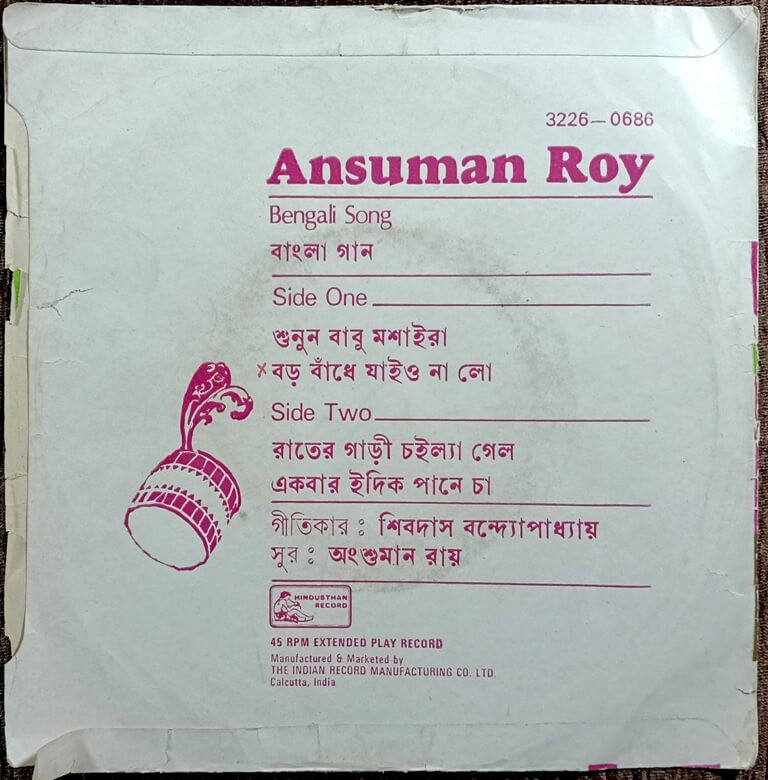 3226—0686
Ansuman Roy
Bengali Song
বাংলা গান
Side One
শুনুন বাবু মশাইরা
x বড় বাঁধে যাইও না লো
Side Two
রাতের গাড়ী চইল্যা গেল
একবার ইদিক পানে চা
গীতিকার : শিবদাস বন্দ্যোপাধ্যায়
সুর : অংশুমান রায়
HINDUSTHAN
RECORD
45 RPM EXTENDED PLAY RECORD
Manufactured & Marketed by
THE INDIAN RECORD MANUFACTURING CO. LTD.
Calcutta, India